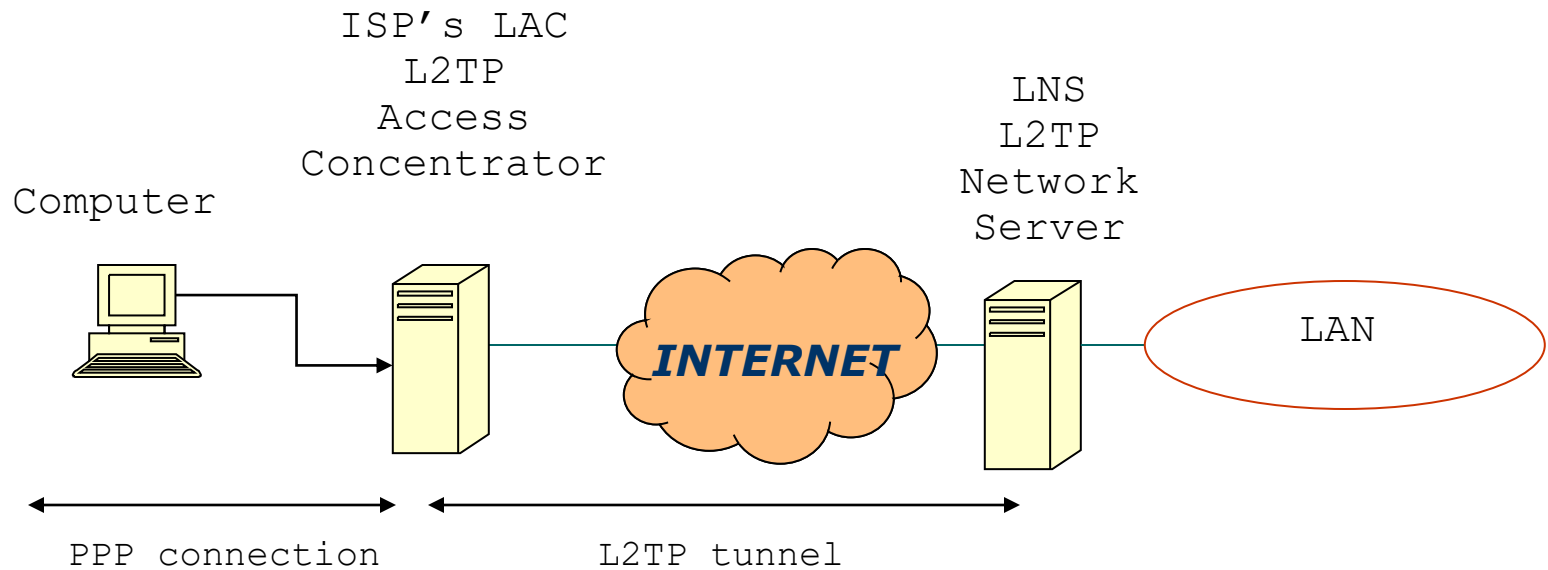 ISP's LAC
L2TP
Access
Concentrator
LNS
L2TP
Network
Server
Computer
INTERNET
LAN
PPP connection
L2TP tunnel